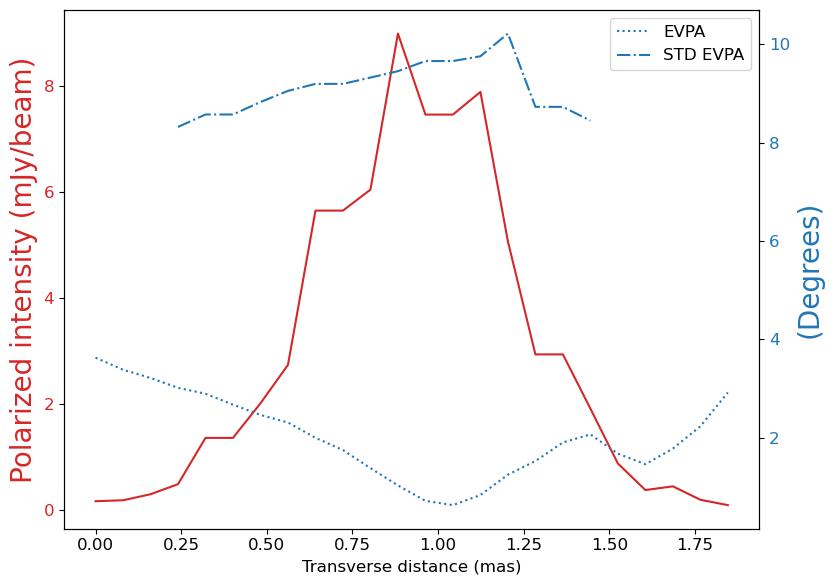 EVPA
STD EVPA
Polarized intensity (mJy/beam)
8
6
4
2
0
10
8
6
4
2
(Degrees)
0.00 0.25 0.50 0.75 1.00 1.25 1.50 1.75
Transverse distance (mas)